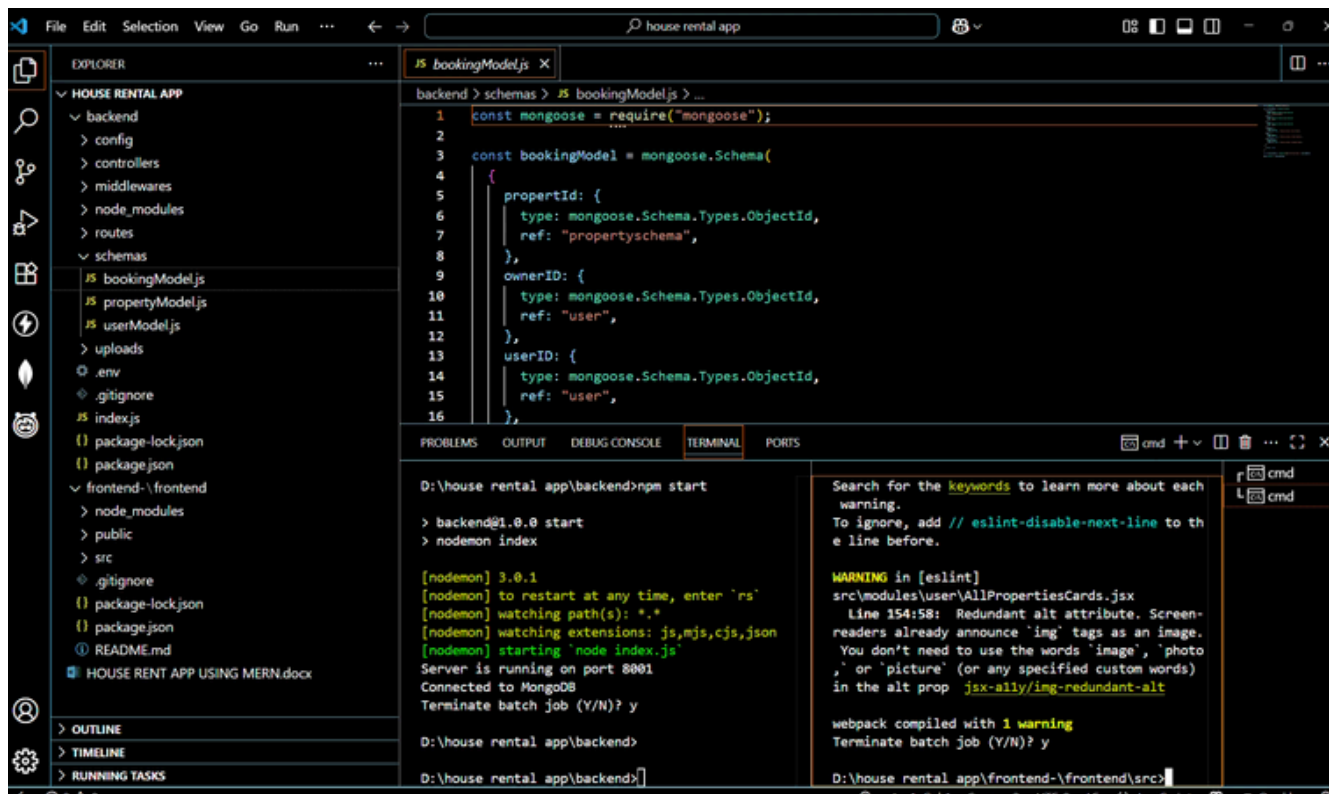 File Edit Selection View Go Run ··· ← → house rental app
EXPLORER ···
HOUSE RENTAL APP
backend
config
controllers
middlewares
node_modules
routes
schemas
JS bookingModel.js
JS propertyModel.js
JS userModel.js
uploads
.env
.gitignore
JS index.js
{} package-lock.json
{} package.json
frontend-\frontend
node_modules
public
src
.gitignore
{} package-lock.json
{} package.json
README.md
HOUSE RENT APP USING MERN.docx
OUTLINE
TIMELINE
RUNNING TASKS
JS bookingModel.js ×
backend > schemas > JS bookingModel.js > ...
1 const mongoose = require("mongoose");
2
3 const bookingModel = mongoose.Schema(
4 {
5 propertId: {
6 type: mongoose.Schema.Types.ObjectId,
7 ref: "propertyschema",
8 },
9 ownerID: {
10 type: mongoose.Schema.Types.ObjectId,
11 ref: "user",
12 },
13 userID: {
14 type: mongoose.Schema.Types.ObjectId,
15 ref: "user",
16 },
PROBLEMS OUTPUT DEBUG CONSOLE TERMINAL PORTS cmd
D:\house rental app\backend>npm start
> backend@1.0.0 start
> nodemon index
[nodemon] 3.0.1
[nodemon] to restart at any time, enter `rs`
[nodemon] watching path(s): *.*
[nodemon] watching extensions: js,mjs,cjs,json
[nodemon] starting `node index.js`
Server is running on port 8001
Connected to MongoDB
Terminate batch job (Y/N)? y
D:\house rental app\backend>
D:\house rental app\backend>
Search for the keywords to learn more about each
warning.
To ignore, add // eslint-disable-next-line to th
e line before.
WARNING in [eslint]
src\modules\user\AllPropertiesCards.jsx
Line 154:58: Redundant alt attribute. Screen-
readers already announce `img` tags as an image.
You don't need to use the words `image`, `photo
,` or `picture` (or any specified custom words)
in the alt prop jsx-a11y/img-redundant-alt
webpack compiled with 1 warning
Terminate batch job (Y/N)? y
D:\house rental app\frontend-\frontend\src>
cmd
cmd